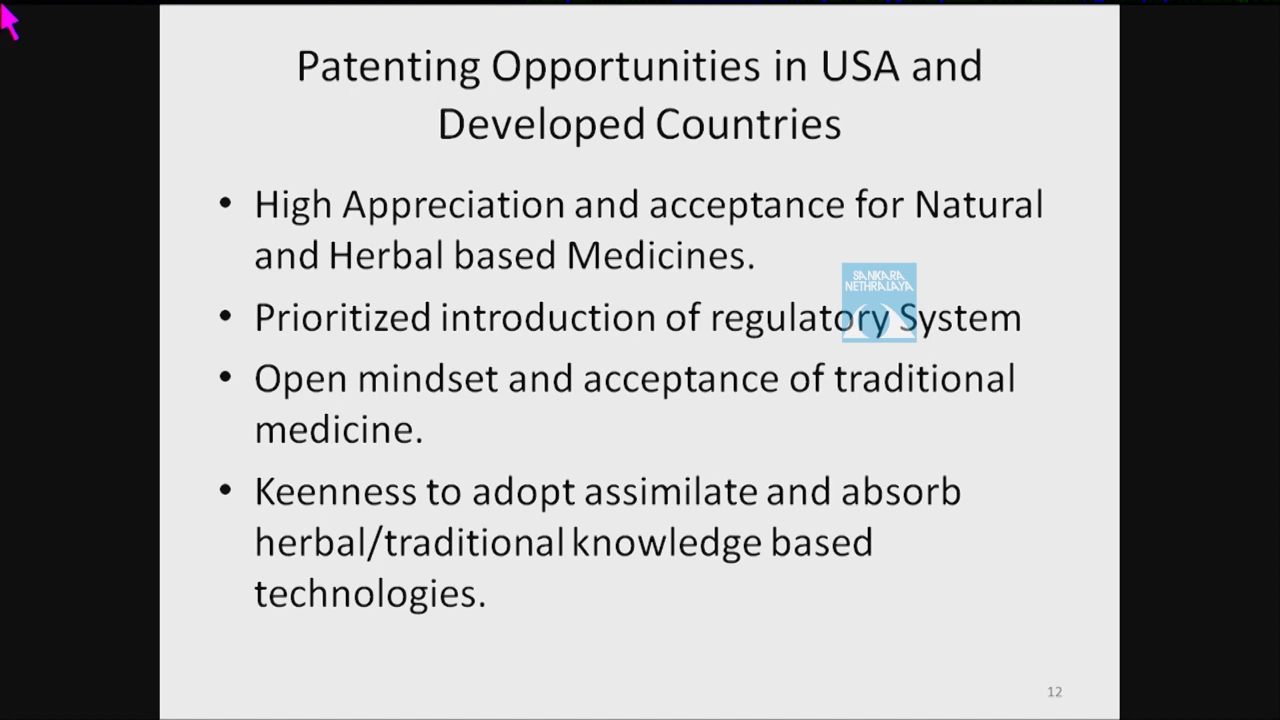 Patenting Opportunities in USA and
Developed Countries
• High Appreciation and acceptance for Natural
and Herbal based Medicines.
SANKARA
NETHRALAYA
• Prioritized introduction of regulatory System
• Open mindset and acceptance of traditional
medicine.
• Keenness to adopt assimilate and absorb
herbal/traditional knowledge based
technologies.
12